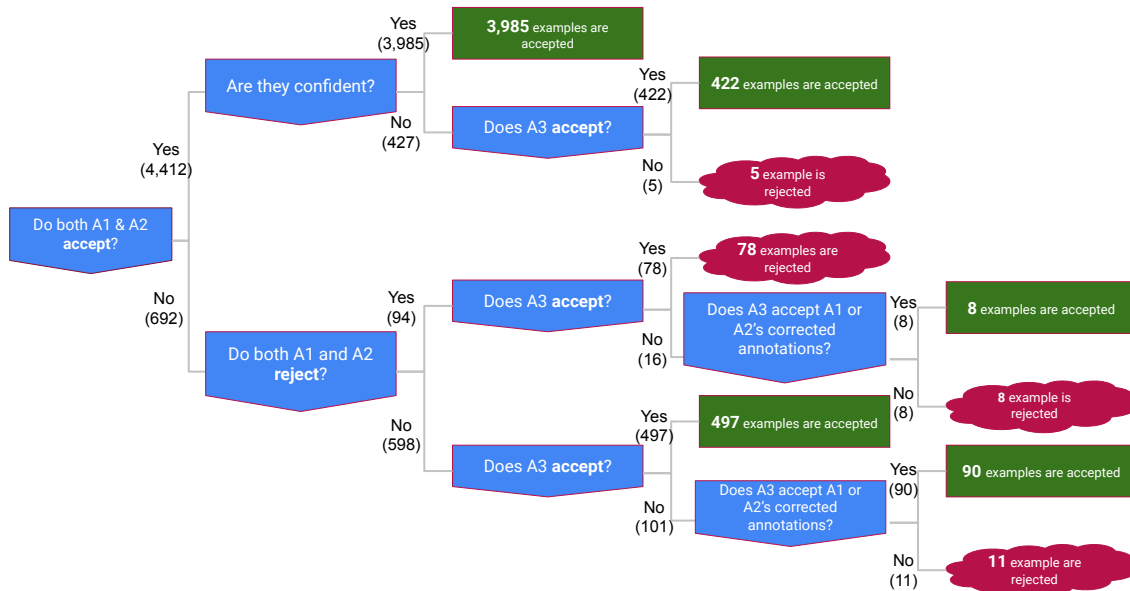 Yes
(3,985)
3,985 examples are
accepted
Are they confident?
Yes
(422)
422 examples are accepted
No
(427)
Does A3 accept?
Yes
(4,412)
No
(5)
5 example is
rejected
Do both A1 & A2
accept?
Yes
(78)
78 examples are
rejected
No
(692)
Yes
(94)
Does A3 accept?
Does A3 accept A1 or
A2's corrected
annotations?
Yes
(8)
8 examples are accepted
Do both A1 and A2
reject?
No
(16)
No
(8)
8 example is
rejected
No
(598)
Yes
(497)
497 examples are accepted
Does A3 accept?
Yes
(90)
90 examples are accepted
No
(101)
Does A3 accept A1 or
A2's corrected
annotations?
No
(11)
11 example are
rejected